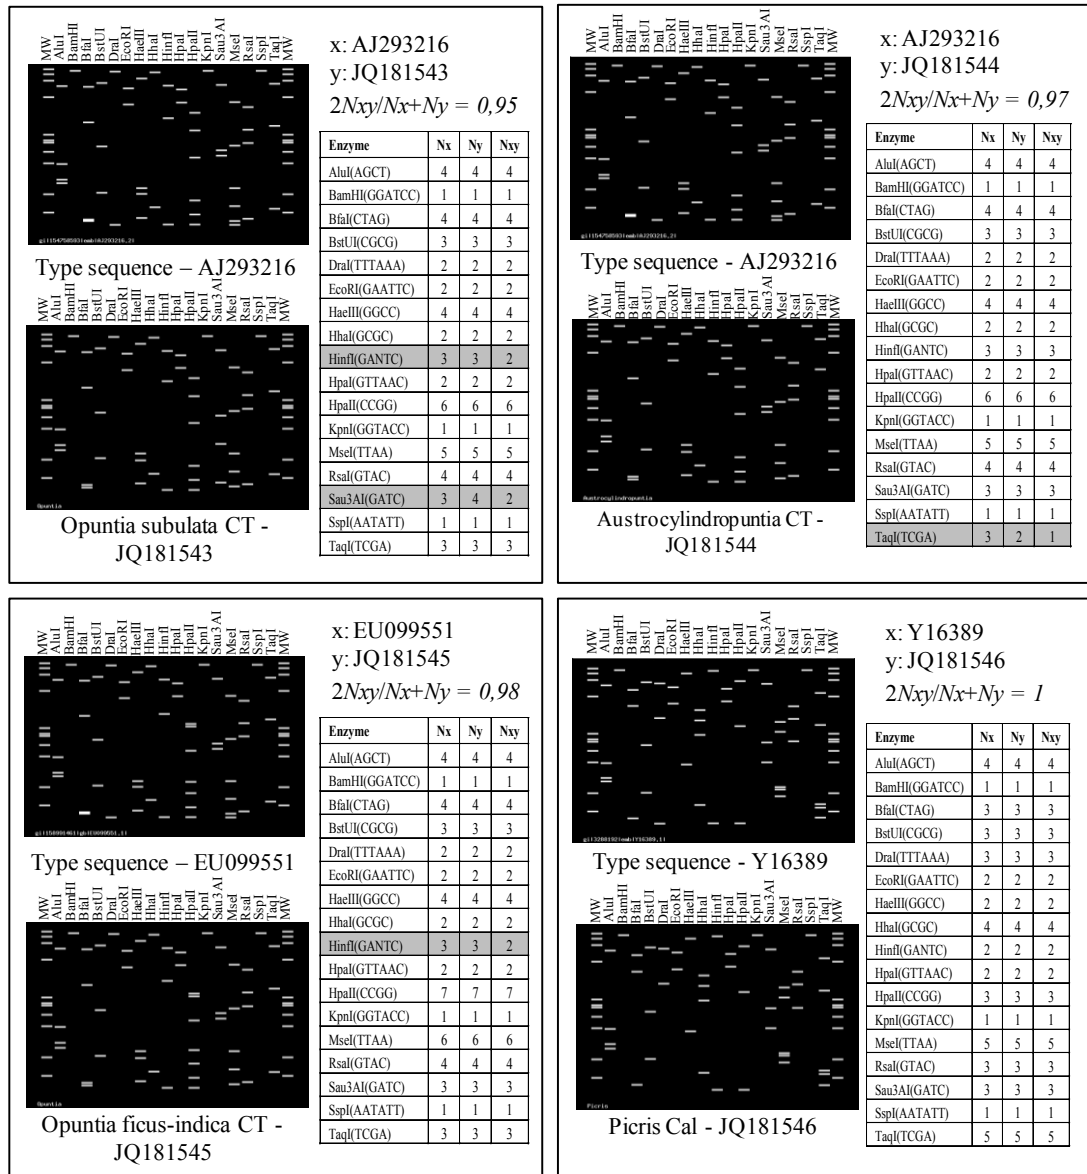 MW AluI BamHI BfaI BstUI DraI EcoRI HaeIII HhaI HinfI HpaI HpaII KpnI Sau3AI MseI RsaI SspI TaqI MW
gi|154750593|emb|AJ293216.2|
Type sequence – AJ293216
MW AluI BamHI BfaI BstUI DraI EcoRI HaeIII HhaI HinfI HpaI HpaII KpnI Sau3AI MseI RsaI SspI TaqI MW
Opuntia
Opuntia subulata CT -
JQ181543
x: AJ293216
y: JQ181543
2Nxy/Nx+Ny = 0,95
Enzyme Nx Ny Nxy
AluI(AGCT) 4 4 4
BamHI(GGATCC) 1 1 1
BfaI(CTAG) 4 4 4
BstUI(CGCG) 3 3 3
DraI(TTTAAA) 2 2 2
EcoRI(GAATTC) 2 2 2
HaeIII(GGCC) 4 4 4
HhaI(GCGC) 2 2 2
HinfI(GANTC) 3 3 2
HpaI(GTTAAC) 2 2 2
HpaII(CCGG) 6 6 6
KpnI(GGTACC) 1 1 1
MseI(TTAA) 5 5 5
RsaI(GTAC) 4 4 4
Sau3AI(GATC) 3 4 2
SspI(AATATT) 1 1 1
TaqI(TCGA) 3 3 3
MW AluI BamHI BfaI BstUI DraI EcoRI HaeIII HhaI HinfI HpaI HpaII KpnI Sau3AI MseI RsaI SspI TaqI MW
gi|154750593|emb|AJ293216.2|
Type sequence - AJ293216
MW AluI BamHI BfaI BstUI DraI EcoRI HaeIII HhaI HinfI HpaI HpaII KpnI Sau3AI MseI RsaI SspI TaqI MW
Austrocylindropuntia
Austrocylindropuntia CT -
JQ181544
x: AJ293216
y: JQ181544
2Nxy/Nx+Ny = 0,97
Enzyme Nx Ny Nxy
AluI(AGCT) 4 4 4
BamHI(GGATCC) 1 1 1
BfaI(CTAG) 4 4 4
BstUI(CGCG) 3 3 3
DraI(TTTAAA) 2 2 2
EcoRI(GAATTC) 2 2 2
HaeIII(GGCC) 4 4 4
HhaI(GCGC) 2 2 2
HinfI(GANTC) 3 3 3
HpaI(GTTAAC) 2 2 2
HpaII(CCGG) 6 6 6
KpnI(GGTACC) 1 1 1
MseI(TTAA) 5 5 5
RsaI(GTAC) 4 4 4
Sau3AI(GATC) 3 3 3
SspI(AATATT) 1 1 1
TaqI(TCGA) 3 2 1
MW AluI BamHI BfaI BstUI DraI EcoRI HaeIII HhaI HinfI HpaI HpaII KpnI Sau3AI MseI RsaI SspI TaqI MW
Type sequence – EU099551
MW AluI BamHI BfaI BstUI DraI EcoRI HaeIII HhaI HinfI HpaI HpaII KpnI Sau3AI MseI RsaI SspI TaqI MW
Opuntia
Opuntia ficus-indica CT -
JQ181545
x: EU099551
y: JQ181545
2Nxy/Nx+Ny = 0,98
Enzyme Nx Ny Nxy
AluI(AGCT) 4 4 4
BamHI(GGATCC) 1 1 1
BfaI(CTAG) 4 4 4
BstUI(CGCG) 3 3 3
DraI(TTTAAA) 2 2 2
EcoRI(GAATTC) 2 2 2
HaeIII(GGCC) 4 4 4
HhaI(GCGC) 2 2 2
HinfI(GANTC) 3 3 2
HpaI(GTTAAC) 2 2 2
HpaII(CCGG) 7 7 7
KpnI(GGTACC) 1 1 1
MseI(TTAA) 6 6 6
RsaI(GTAC) 4 4 4
Sau3AI(GATC) 3 3 3
SspI(AATATT) 1 1 1
TaqI(TCGA) 3 3 3
MW AluI BamHI BfaI BstUI DraI EcoRI HaeIII HhaI HinfI HpaI HpaII KpnI Sau3AI MseI RsaI SspI TaqI MW
Type sequence - Y16389
MW AluI BamHI BfaI BstUI DraI EcoRI HaeIII HhaI HinfI HpaI HpaII KpnI Sau3AI MseI RsaI SspI TaqI MW
Picris
Picris Cal - JQ181546
x: Y16389
y: JQ181546
2Nxy/Nx+Ny = 1
Enzyme Nx Ny Nxy
AluI(AGCT) 4 4 4
BamHI(GGATCC) 1 1 1
BfaI(CTAG) 3 3 3
BstUI(CGCG) 3 3 3
DraI(TTTAAA) 3 3 3
EcoRI(GAATTC) 2 2 2
HaeIII(GGCC) 2 2 2
HhaI(GCGC) 4 4 4
HinfI(GANTC) 2 2 2
HpaI(GTTAAC) 2 2 2
HpaII(CCGG) 3 3 3
KpnI(GGTACC) 1 1 1
MseI(TTAA) 5 5 5
RsaI(GTAC) 3 3 3
Sau3AI(GATC) 3 3 3
SspI(AATATT) 1 1 1
TaqI(TCGA) 5 5 5